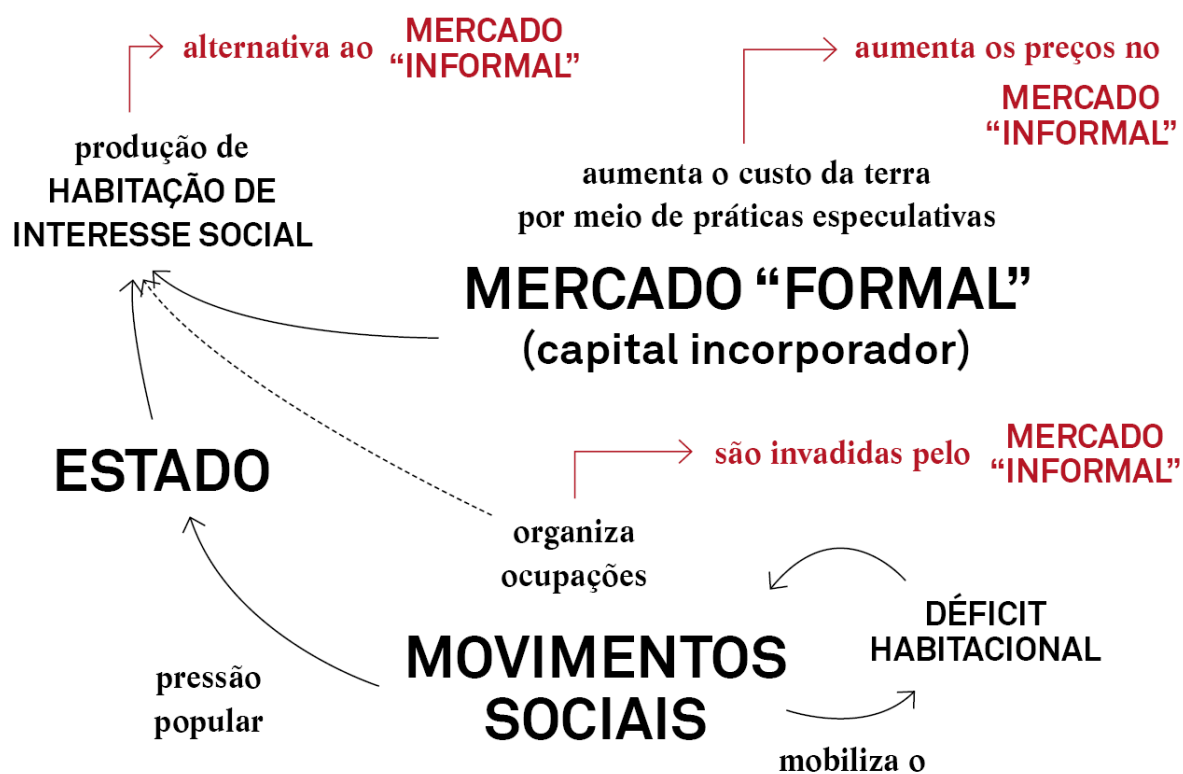 alternativa ao MERCADO “INFORMAL”
aumenta os preços no
MERCADO
“INFORMAL”
produção de
HABITAÇÃO DE
INTERESSE SOCIAL
aumenta o custo da terra
por meio de práticas especulativas
MERCADO “FORMAL”
(capital incorporador)
ESTADO
são invadidas pelo MERCADO “INFORMAL”
organiza
ocupações
DÉFICIT
HABITACIONAL
MOVIMENTOS
SOCIAIS
pressão
popular
mobiliza o